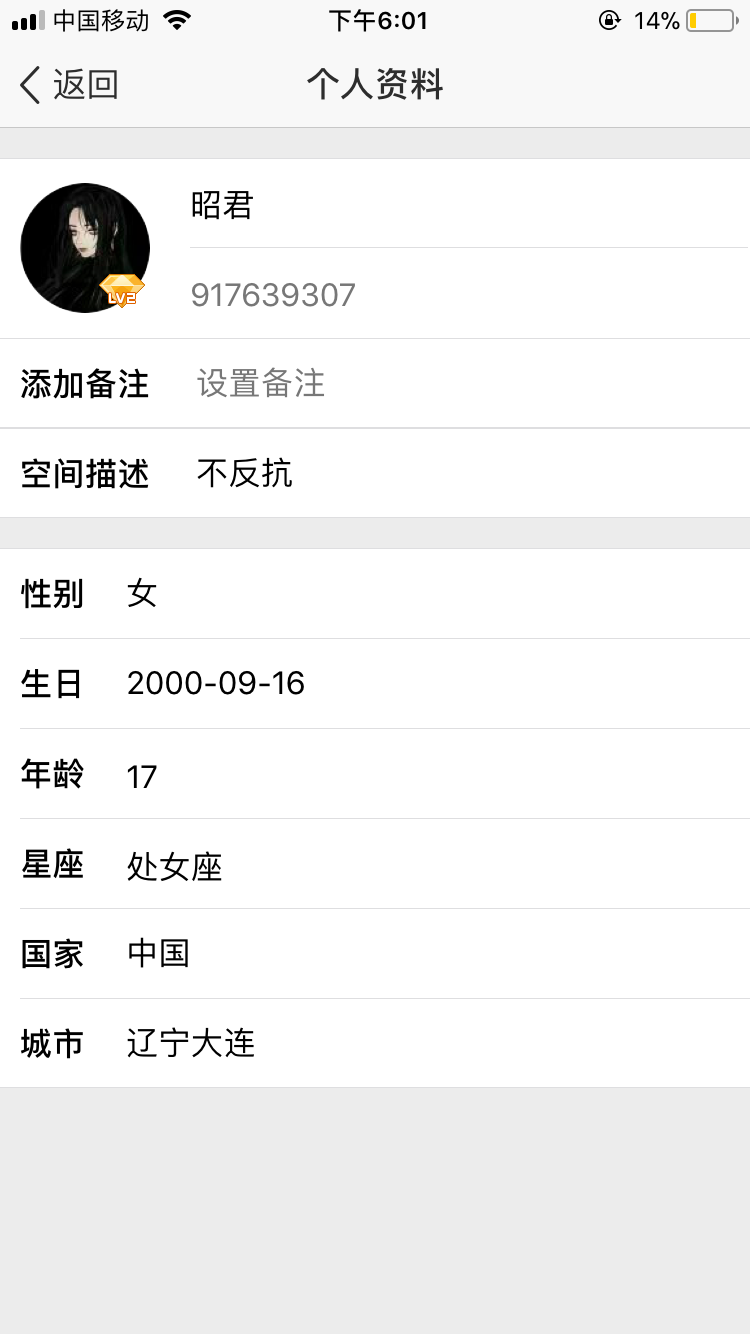 中国移动 下午6:01 14%
返回 个人资料
昭君
LV2
917639307
添加备注 设置备注
空间描述 不反抗
性别 女
生日 2000-09-16
年龄 17
星座 处女座
国家 中国
城市 辽宁大连